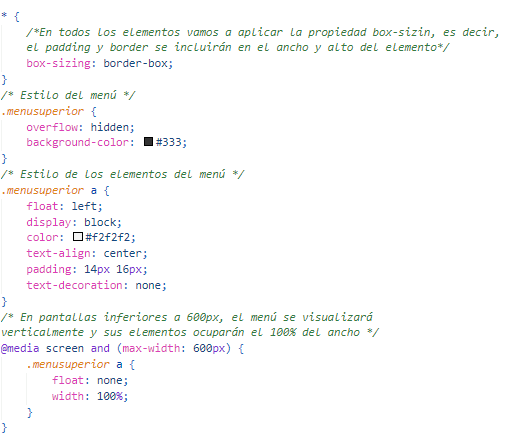 * {
/*En todos los elementos vamos a aplicar la propiedad box-sizin, es decir,
el padding y border se incluirán en el ancho y alto del elemento*/
box-sizing: border-box;
}
/* Estilo del menú */
.menusuperior {
overflow: hidden;
background-color: #333;
}
/* Estilo de los elementos del menú */
.menusuperior a {
float: left;
display: block;
color: #f2f2f2;
text-align: center;
padding: 14px 16px;
text-decoration: none;
}
/* En pantallas inferiores a 600px, el menú se visualizará
verticalmente y sus elementos ocuparán el 100% del ancho */
@media screen and (max-width: 600px) {
.menusuperior a {
float: none;
width: 100%;
}
}